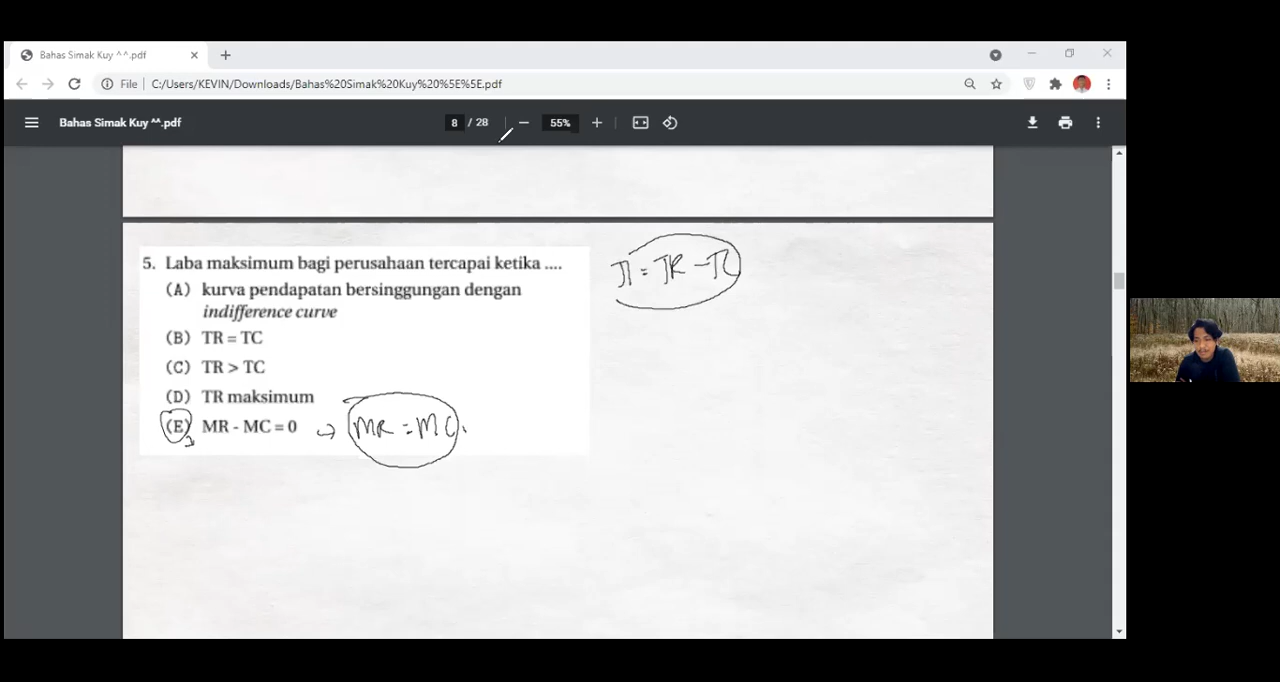 Bahas Simak Kuy ^^.pdf
File C:/Users/KEVIN/Downloads/Bahas%20Simak%20Kuy%20%5E%5E.pdf
Bahas Simak Kuy ^^.pdf 8 / 28 55%
π = TR - TC
5. Laba maksimum bagi perusahaan tercapai ketika ....
(A) kurva pendapatan bersinggungan dengan
indifference curve
(B) TR = TC
(C) TR > TC
(D) TR maksimum
(E) MR - MC = 0 → MR = MC